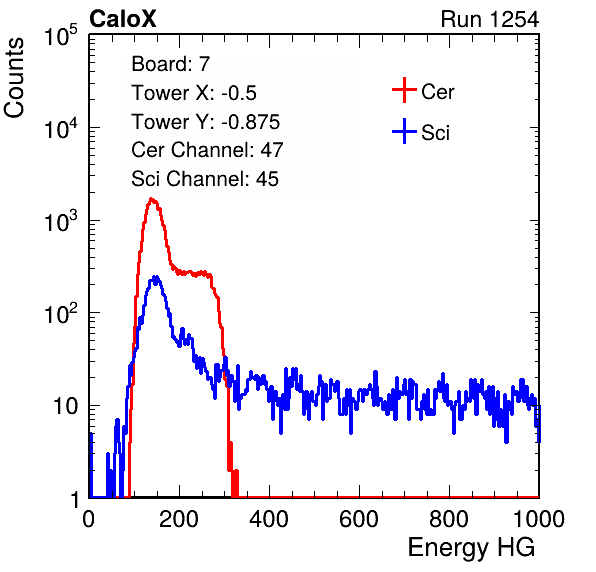 CaloX Run 1254
Counts
10^5
10^4
10^3
10^2
10
1
Board: 7
Tower X: -0.5
Tower Y: -0.875
Cer Channel: 47
Sci Channel: 45
Cer
Sci
0 200 400 600 800 1000
Energy HG